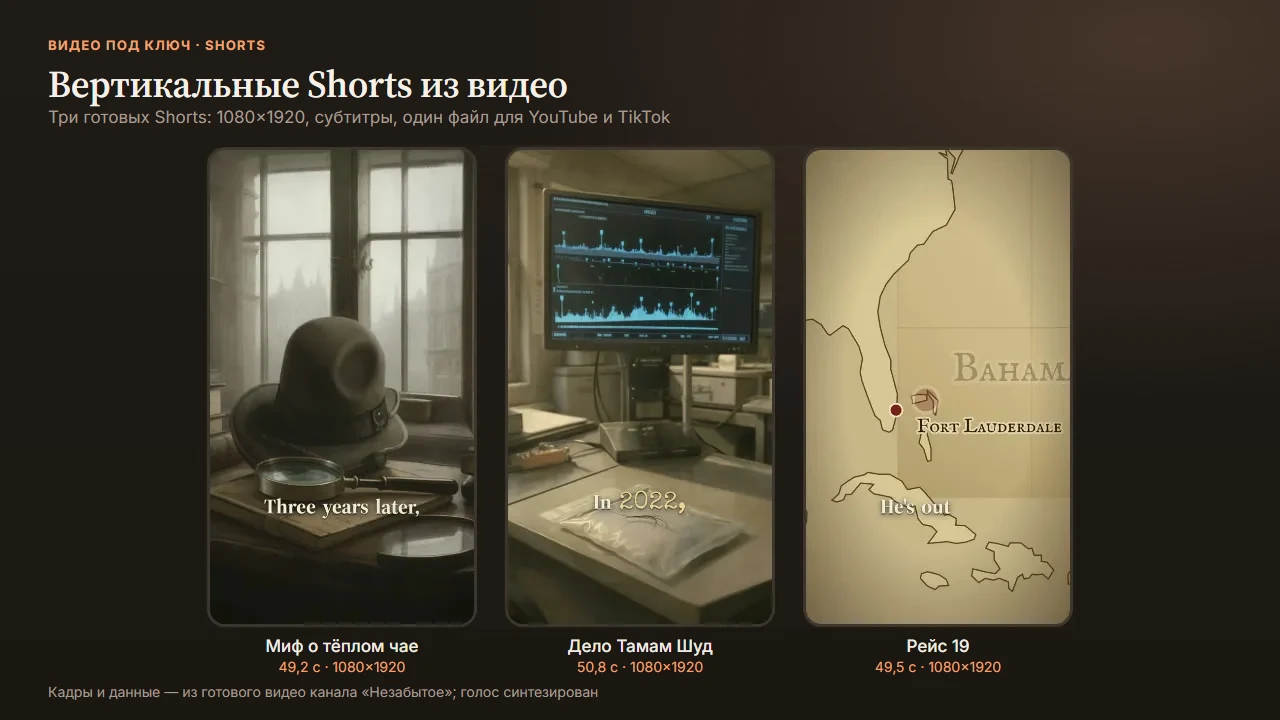 ВИДЕО ПОД КЛЮЧ · SHORTS
Вертикальные Shorts из видео
Три готовых Shorts: 1080×1920, субтитры, один файл для YouTube и TikTok
Three years later,
In 2022,
BAHAM
FORT LAUDERDALE
He's out
Миф о тёплом чае
49,2 с · 1080×1920
Дело Тамам Шуд
50,8 с · 1080×1920
Рейс 19
49,5 с · 1080×1920
Кадры и данные — из готового видео канала «Незабытое»; голос синтезирован